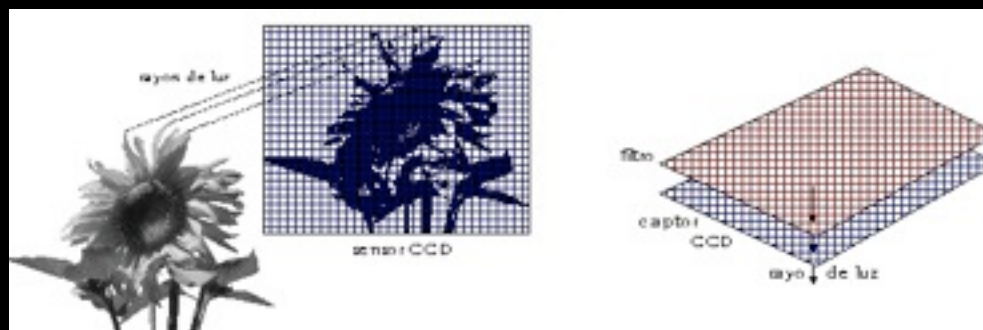 rayos de luz
sensor CCD
filtro
captor
CCD
rayo de luz